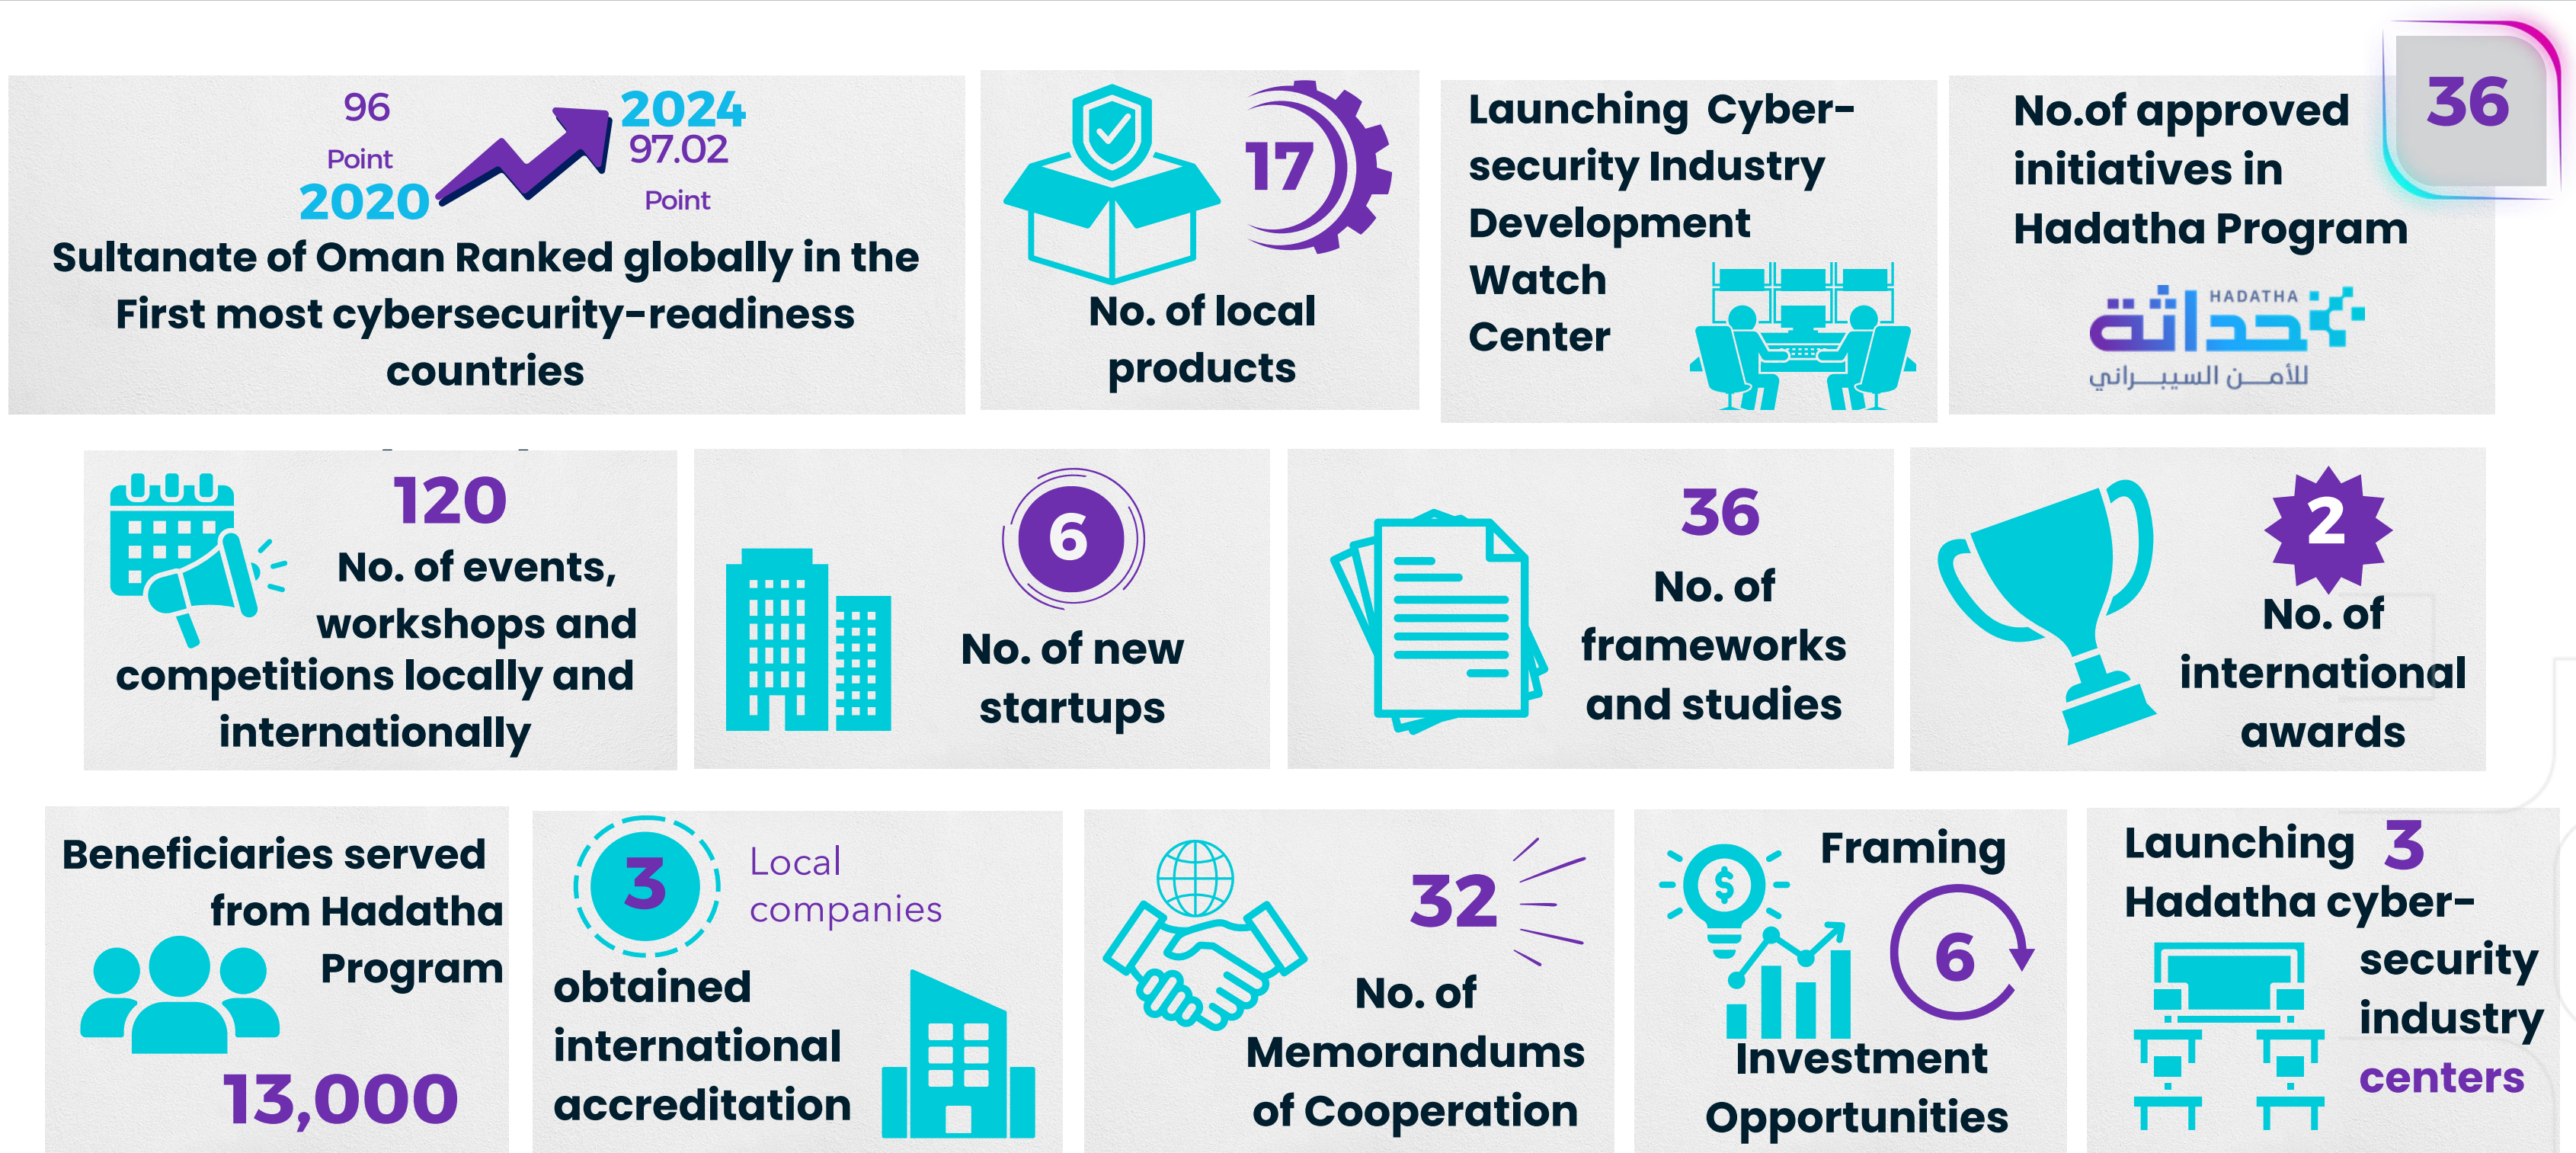 96
Point
2020
2024
97.02
Point
Sultanate of Oman Ranked globally in the
First most cybersecurity-readiness
countries
17
No. of local
products
Launching Cyber-
security Industry
Development
Watch
Center
36
No.of approved
initiatives in
Hadatha Program
HADATHA
حداثة
للأمــن السيبــراني
120
No. of events,
workshops and
competitions locally and
internationally
6
No. of new
startups
36
No. of
frameworks
and studies
2
No. of
international
awards
Beneficiaries served
from Hadatha
Program
13,000
3
Local
companies
obtained
international
accreditation
32
No. of
Memorandums
of Cooperation
Framing
6
Investment
Opportunities
Launching 3
Hadatha cyber-
security
industry
centers